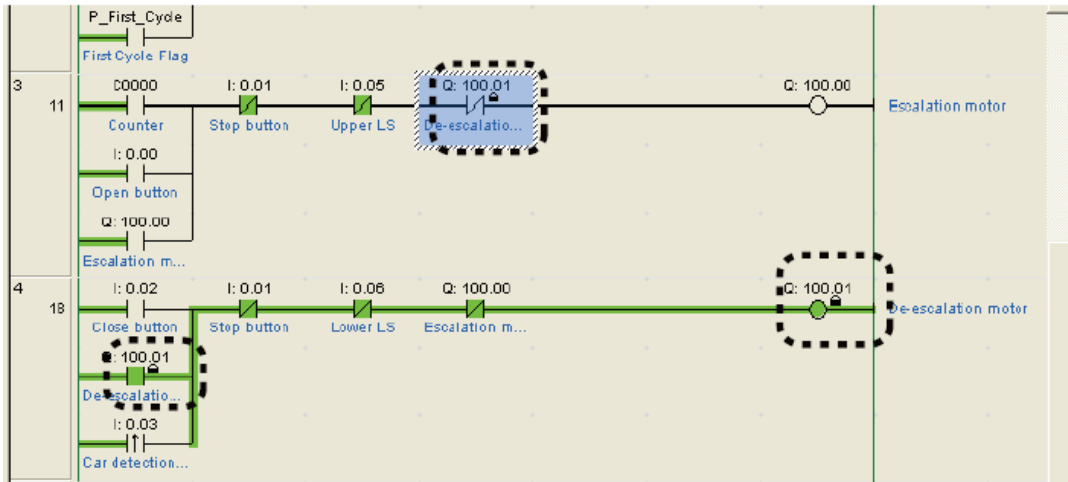 P_First_Cycle
First Cycle Flag
3
11
C0000 I: 0.01 I: 0.05 Q: 100.01 Q: 100.00
Counter Stop button Upper LS De-escalatio... Escalation motor
I: 0.00
Open button
Q: 100.00
Escalation m...
4
18
I: 0.02 I: 0.01 I: 0.06 Q: 100.00 Q: 100.01
Close button Stop button Lower LS Escalation m... De-escalation motor
Q: 100.01
De-escalatio...
I: 0.03
Car detection...